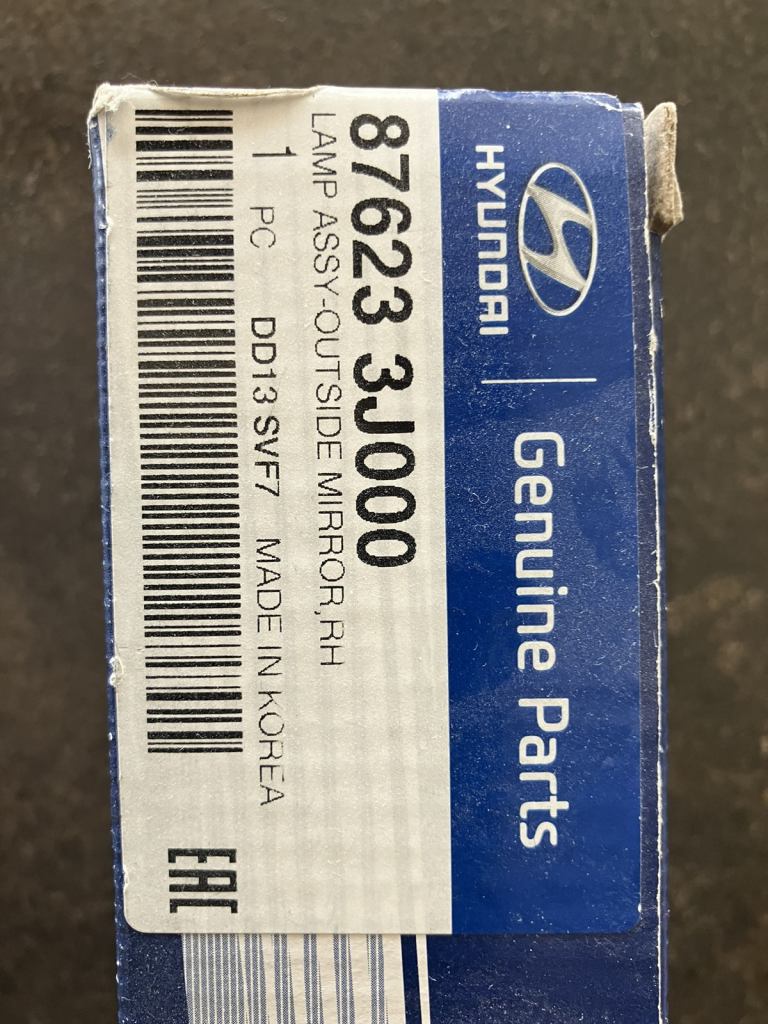 HYUNDAI
Genuine Parts
87623 3J000
LAMP ASSY-OUTSIDE MIRROR,RH
1 PC DD13 SVF7 MADE IN KOREA
EAC